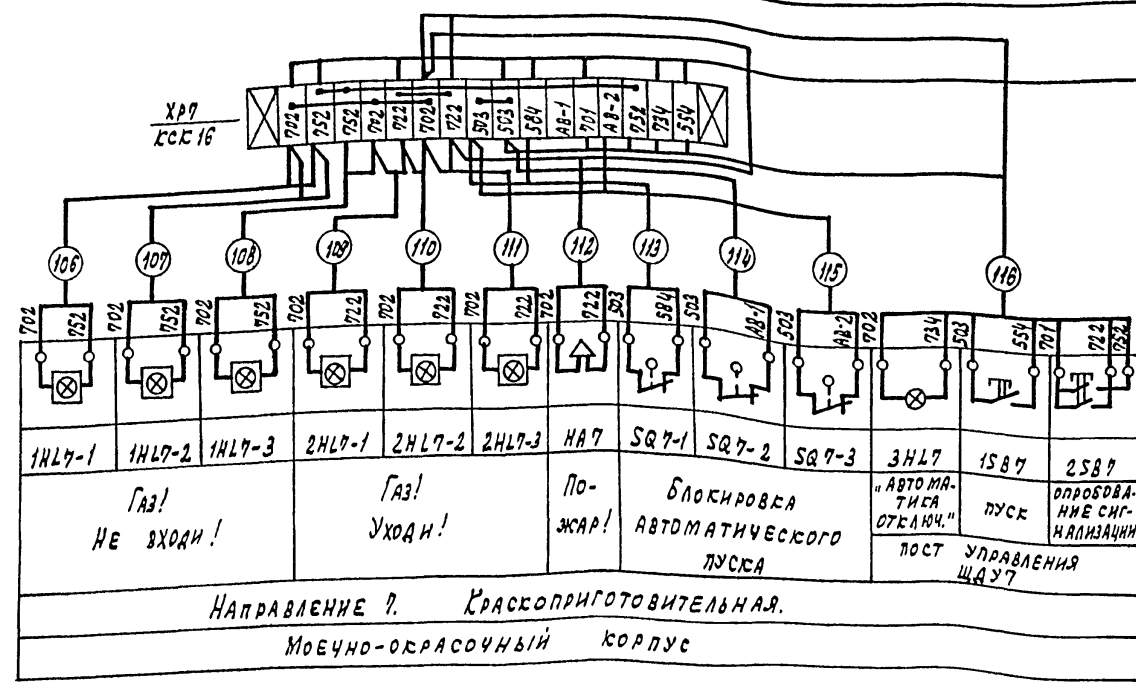 ХР7
КСК 16
702 752 752 702 722 702 722 503 503 584 АВ-1 701 АВ-2 752 734 554
106 107 108 109 110 111 112 113 114 115 116
702 752 702 752 702 752 702 722 702 722 702 722 702 722 503 584 503 АВ-1 503 АВ-2 702 734 503 554 701 722 752
1HL7-1 1HL7-2 1HL7-3 2HL7-1 2HL7-2 2HL7-3 НА7 SQ7-1 SQ7-2 SQ7-3 3HL7 1SB7 2SB7
Газ!
Не входи!
Газ!
Уходи!
По-
жар!
Блокировка
автоматического
пуска
„Автома-
тика
отключ."
Пуск
Опробова-
ние сиг-
нализации
Пост управления
ЩАУ7
Направление 7. Краскоприготовительная.
Моечно-окрасочный корпус